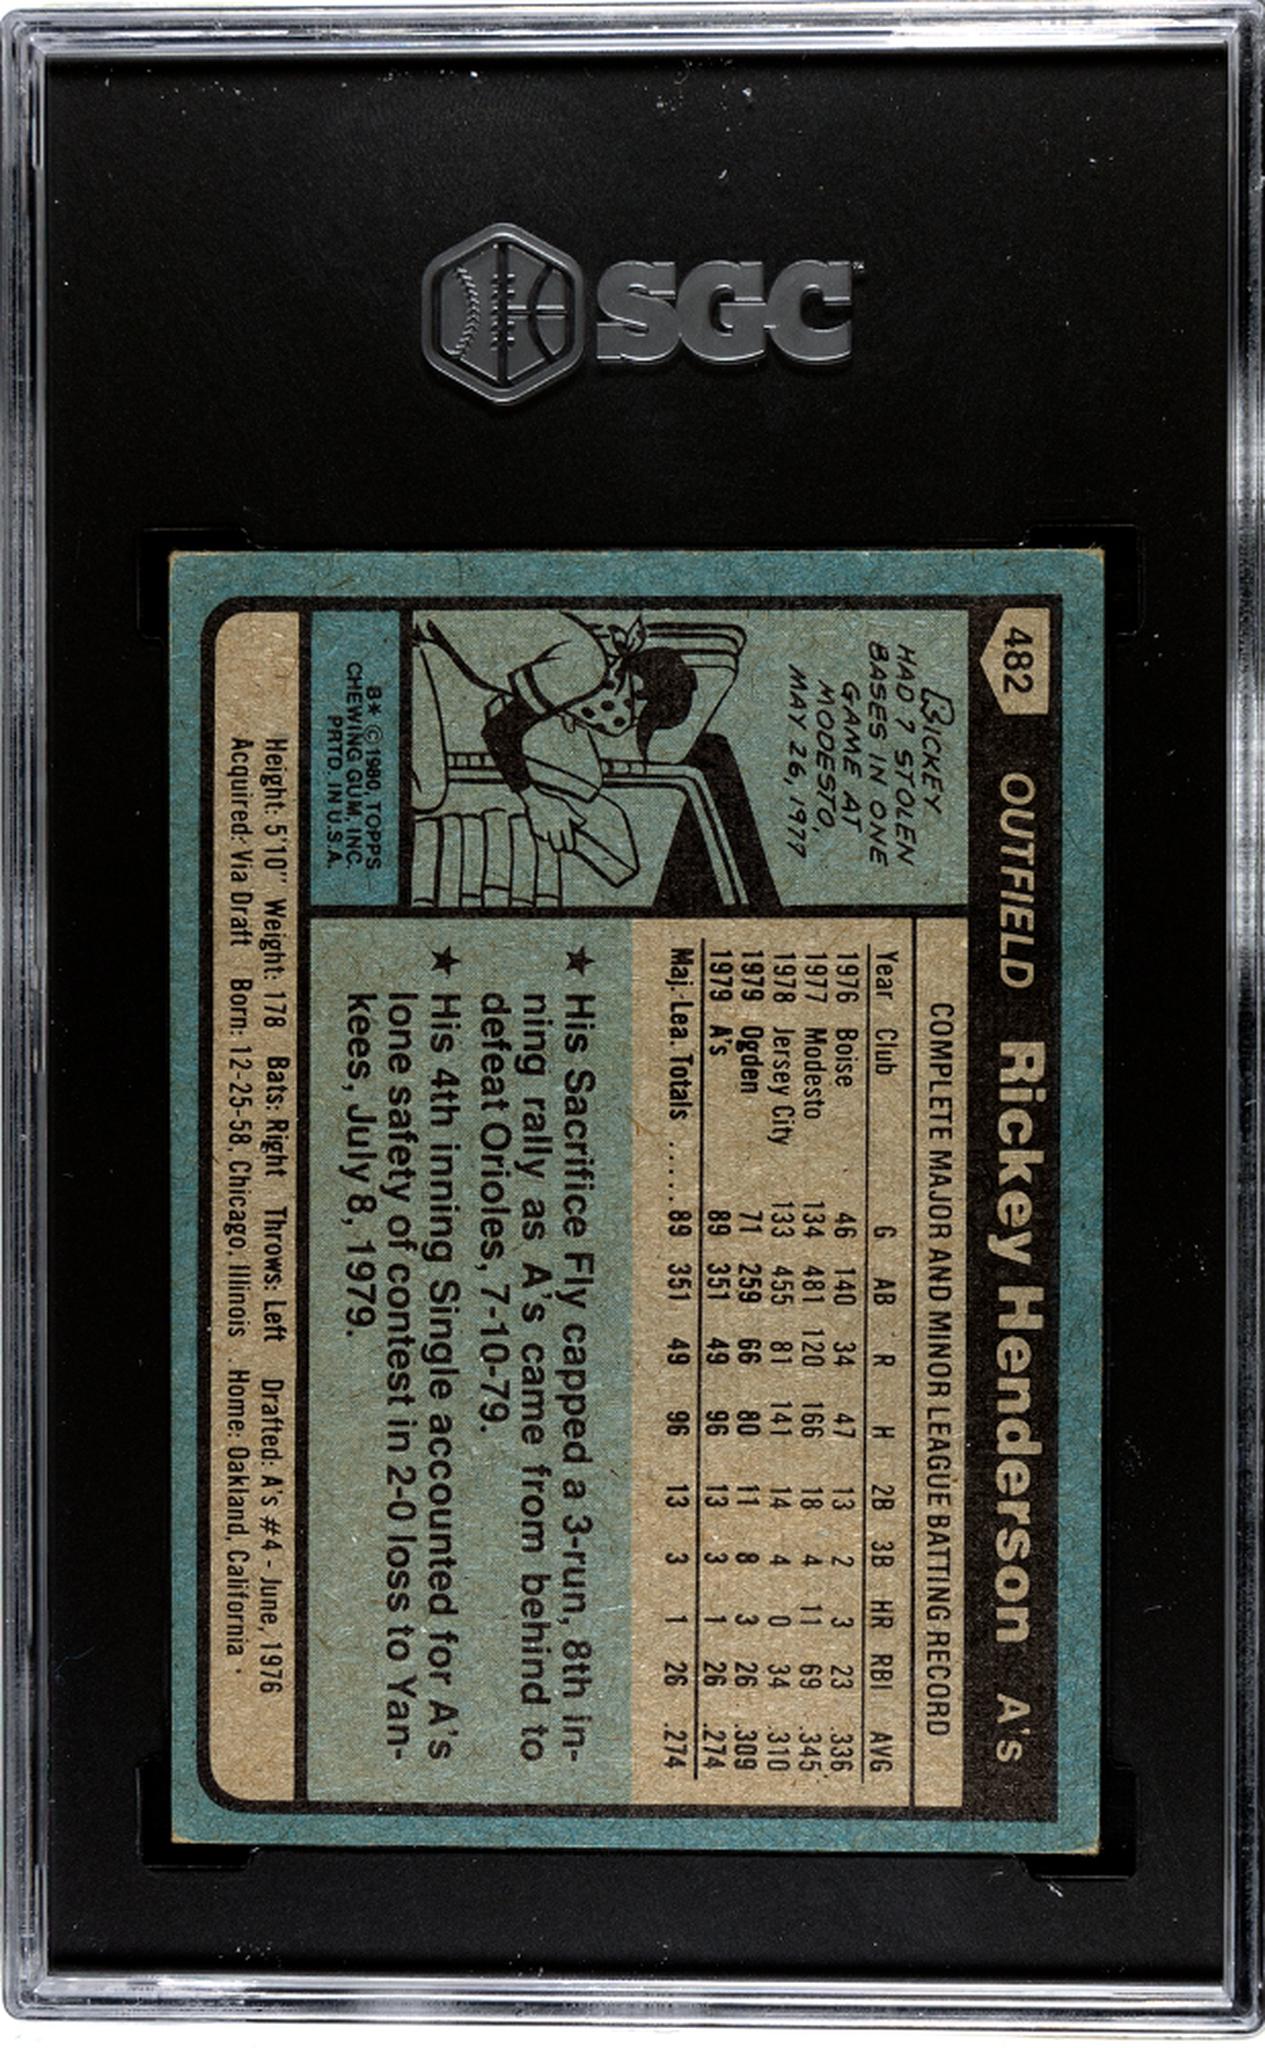 SGC
482 OUTFIELD Rickey Henderson A's
RICKEY
HAD 7 STOLEN
BASES IN ONE
GAME AT
MODESTO,
MAY 26, 1977
B* © 1980, TOPPS
CHEWING GUM, INC.
PRTD. IN U.S.A.
COMPLETE MAJOR AND MINOR LEAGUE BATTING RECORD
Year Club G AB R H 2B 3B HR RBI AVG
1976 Boise 46 140 34 47 13 2 3 23 .336
1977 Modesto 134 481 120 166 18 4 11 69 .345
1978 Jersey City 133 455 81 141 14 4 0 34 .310
1979 Ogden 71 259 66 80 11 8 3 26 .309
1979 A's 89 351 49 96 13 3 1 26 .274
Maj. Lea. Totals ...... 89 351 49 96 13 3 1 26 .274
★ His Sacrifice Fly capped a 3-run, 8th in-
ning rally as A's came from behind to
defeat Orioles, 7-10-79.
★ His 4th inning Single accounted for A's
lone safety of contest in 2-0 loss to Yan-
kees, July 8, 1979.
Height: 5'10" Weight: 178 Bats: Right Throws: Left Drafted: A's #4 - June, 1976
Acquired: Via Draft Born: 12-25-58, Chicago, Illinois Home: Oakland, California